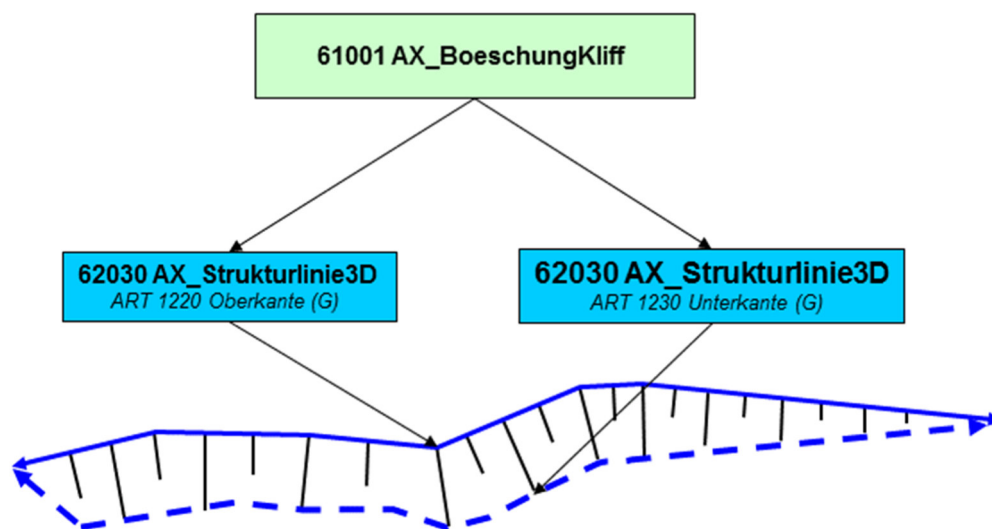 61001 AX_BoeschungKliff
62030 AX_Strukturlinie3D
ART 1220 Oberkante (G)
62030 AX_Strukturlinie3D
ART 1230 Unterkante (G)